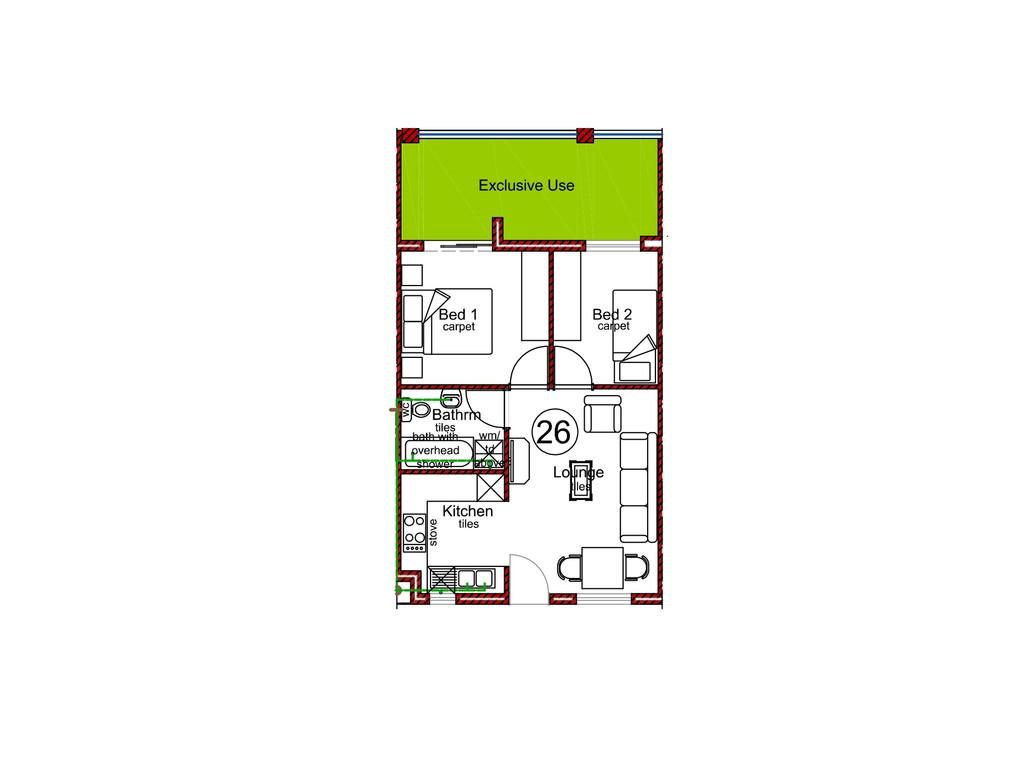 Exclusive Use
Bed 1
carpet
Bed 2
carpet
wc
Bathrm
tiles
bath with
overhead
shower
wm/
td
above
26
Lounge
tiles
Kitchen
tiles
stove